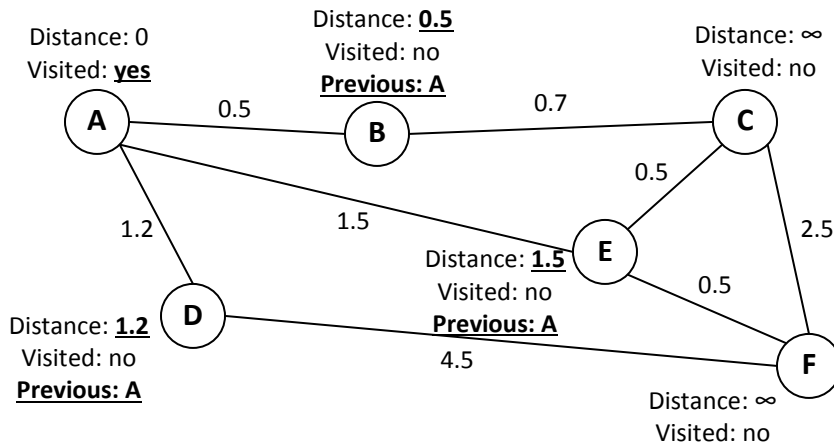 Distance: 0
Visited: yes
A
Distance: 0.5
Visited: no
Previous: A
B
Distance: ∞
Visited: no
C
0.5
0.7
1.2
1.5
0.5
2.5
Distance: 1.5
Visited: no
Previous: A
E
0.5
Distance: 1.2
Visited: no
Previous: A
D
4.5
F
Distance: ∞
Visited: no